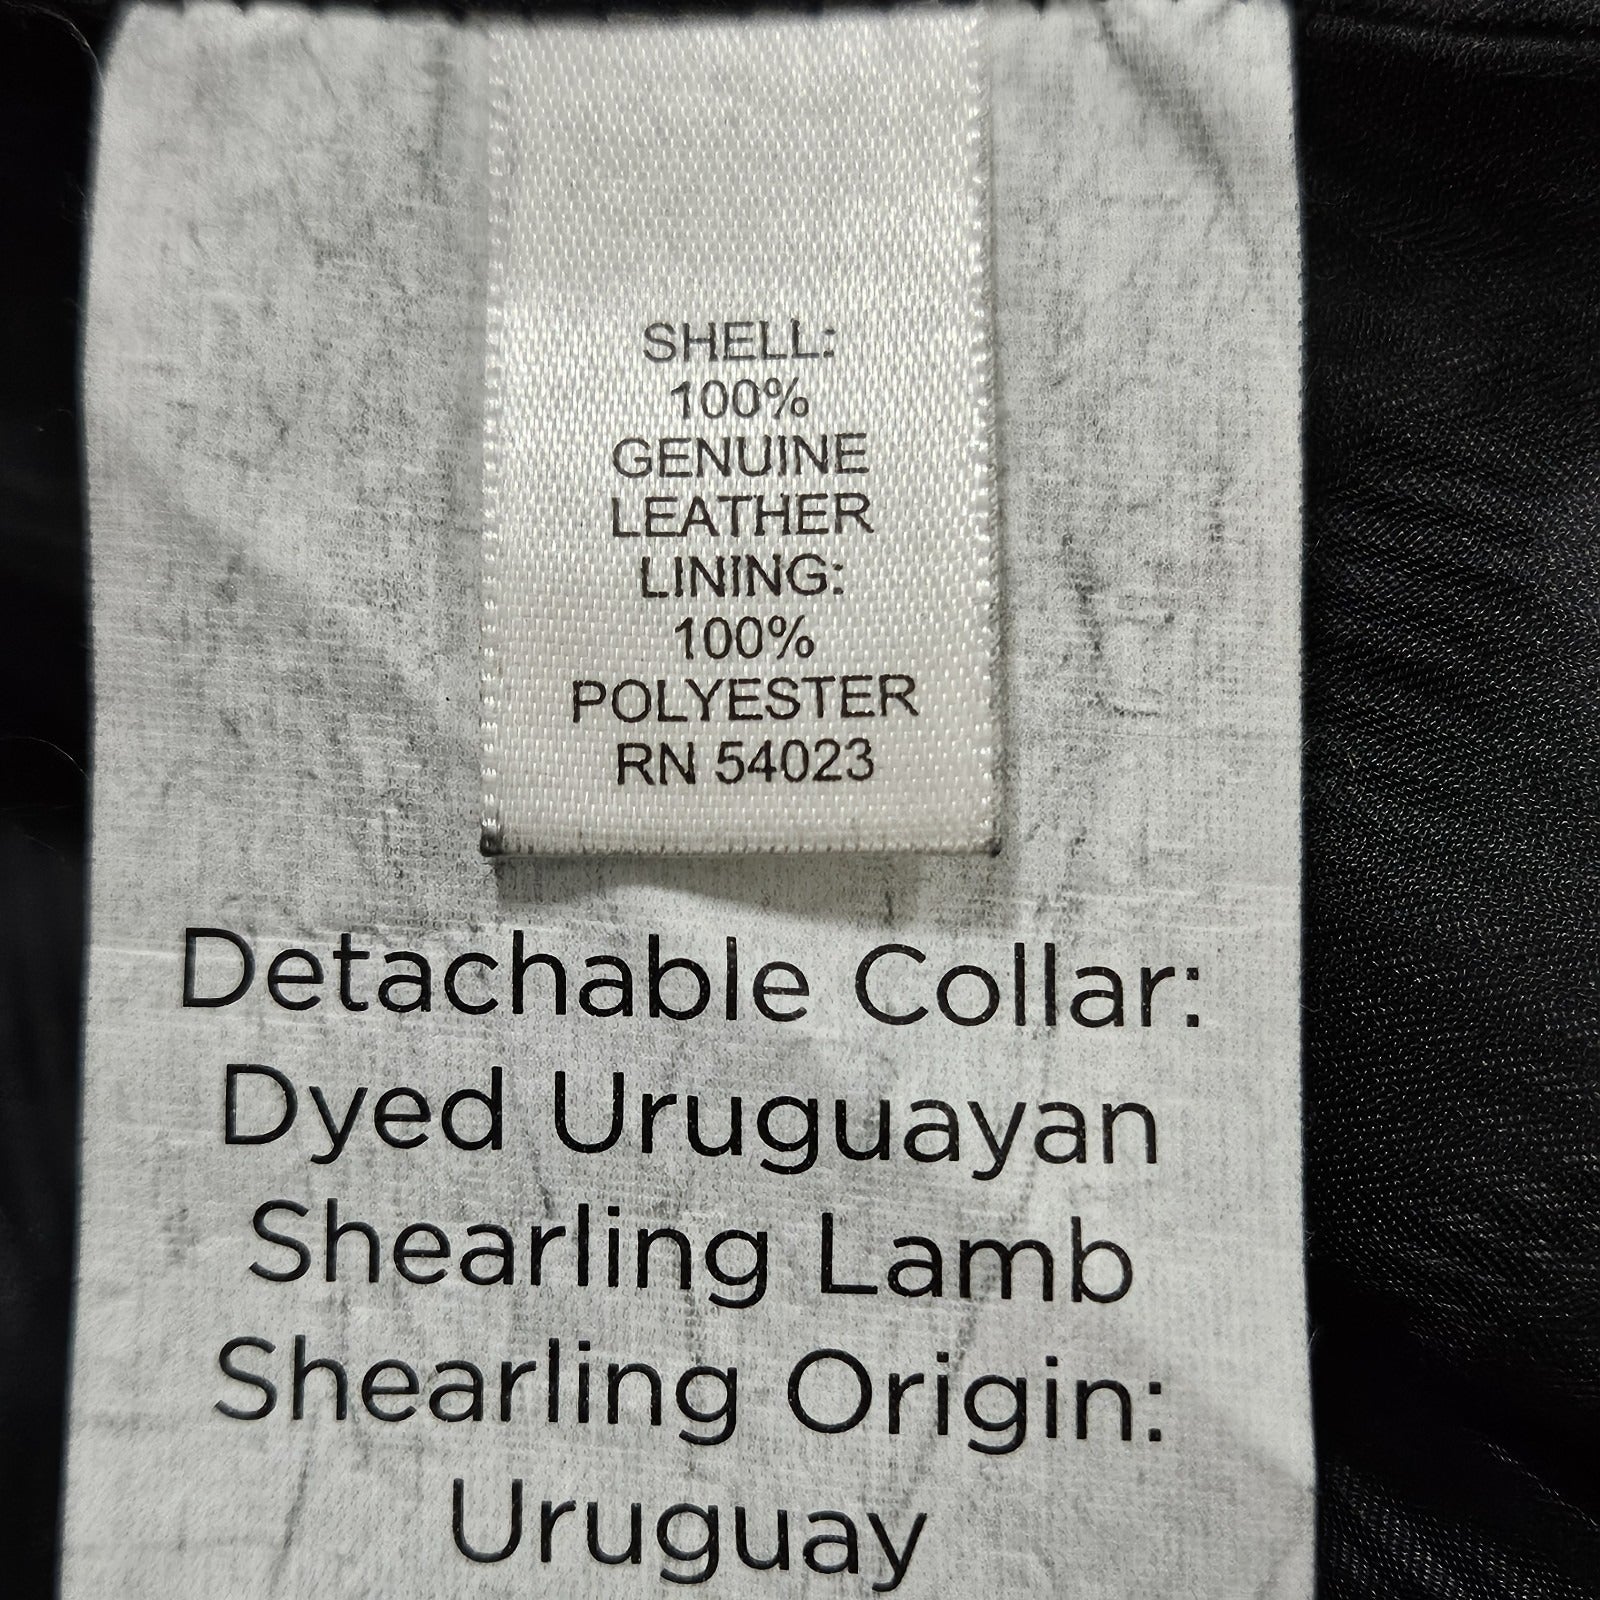 SHELL:
100%
GENUINE
LEATHER
LINING:
100%
POLYESTER
RN 54023
Detachable Collar:
Dyed Uruguayan
Shearling Lamb
Shearling Origin:
Uruguay